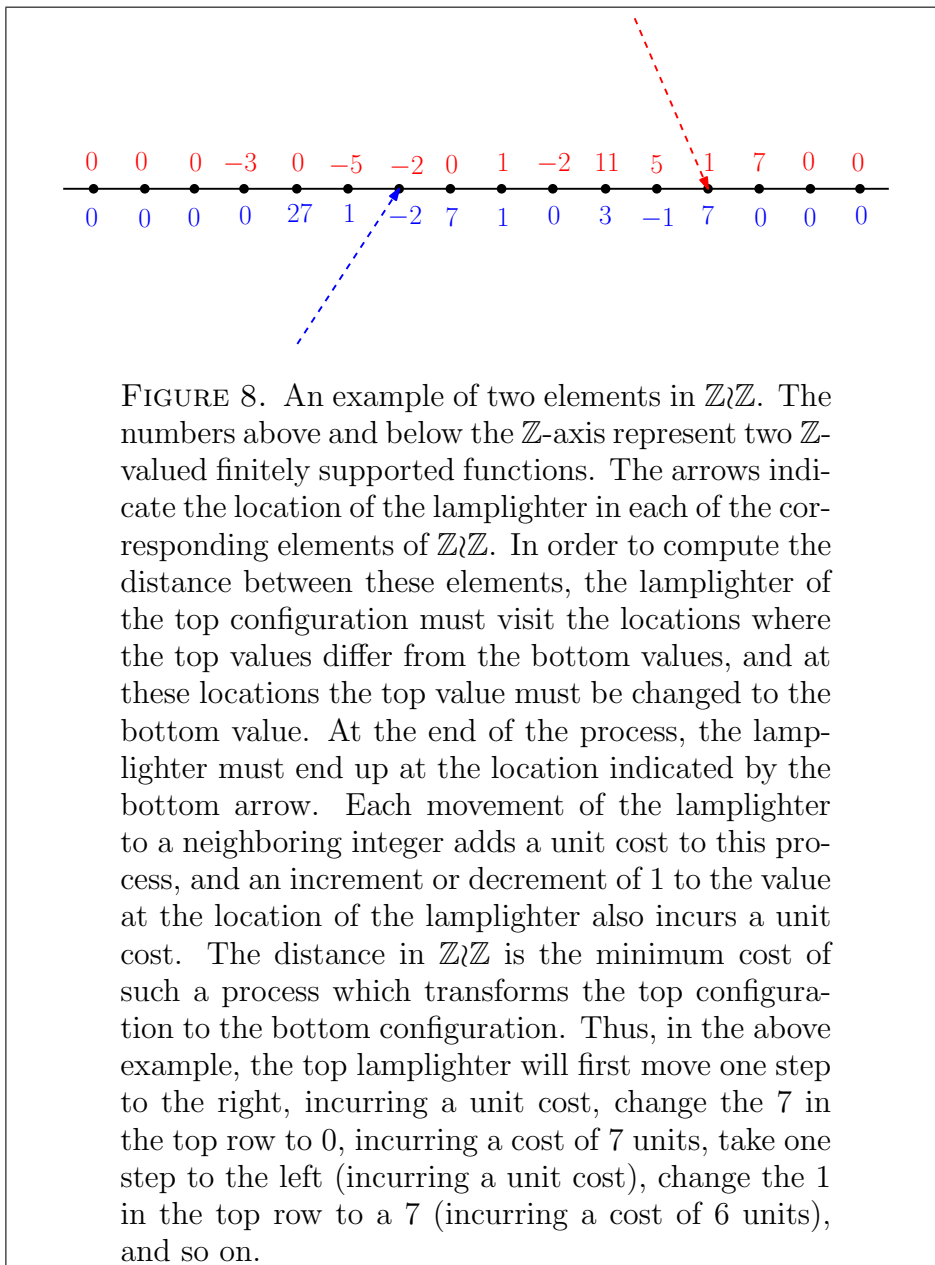 0 0 0 −3 0 −5 −2 0 1 −2 11 5 1 7 0 0
0 0 0 0 27 1 −2 7 1 0 3 −1 7 0 0 0
FIGURE 8. An example of two elements in ℤ≀ℤ. The
numbers above and below the ℤ-axis represent two ℤ-
valued finitely supported functions. The arrows indi-
cate the location of the lamplighter in each of the cor-
responding elements of ℤ≀ℤ. In order to compute the
distance between these elements, the lamplighter of
the top configuration must visit the locations where
the top values differ from the bottom values, and at
these locations the top value must be changed to the
bottom value. At the end of the process, the lamp-
lighter must end up at the location indicated by the
bottom arrow. Each movement of the lamplighter
to a neighboring integer adds a unit cost to this pro-
cess, and an increment or decrement of 1 to the value
at the location of the lamplighter also incurs a unit
cost. The distance in ℤ≀ℤ is the minimum cost of
such a process which transforms the top configura-
tion to the bottom configuration. Thus, in the above
example, the top lamplighter will first move one step
to the right, incurring a unit cost, change the 7 in
the top row to 0, incurring a cost of 7 units, take one
step to the left (incurring a unit cost), change the 1
in the top row to a 7 (incurring a cost of 6 units),
and so on.